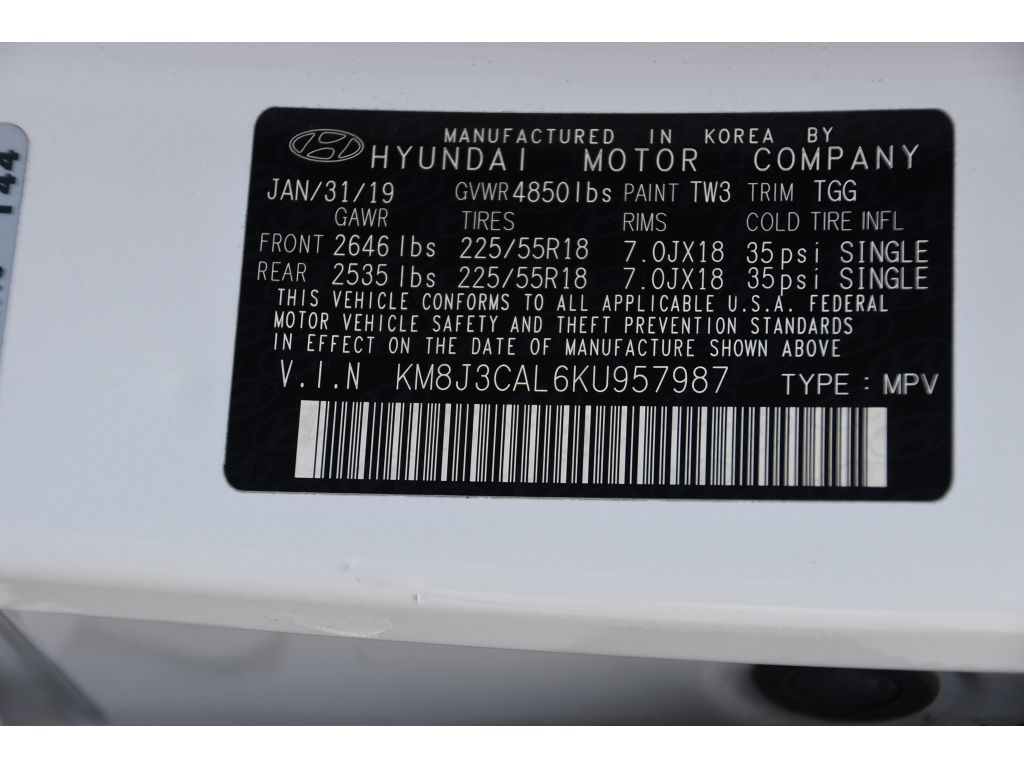 MANUFACTURED IN KOREA BY
HYUNDAI MOTOR COMPANY
JAN/31/19 GVWR 4850lbs PAINT TW3 TRIM TGG
GAWR TIRES RIMS COLD TIRE INFL
FRONT 2646 lbs 225/55R18 7.0JX18 35psi SINGLE
REAR 2535 lbs 225/55R18 7.0JX18 35psi SINGLE
THIS VEHICLE CONFORMS TO ALL APPLICABLE U.S.A. FEDERAL
MOTOR VEHICLE SAFETY AND THEFT PREVENTION STANDARDS
IN EFFECT ON THE DATE OF MANUFACTURE SHOWN ABOVE
V.I.N KM8J3CAL6KU957987 TYPE : MPV